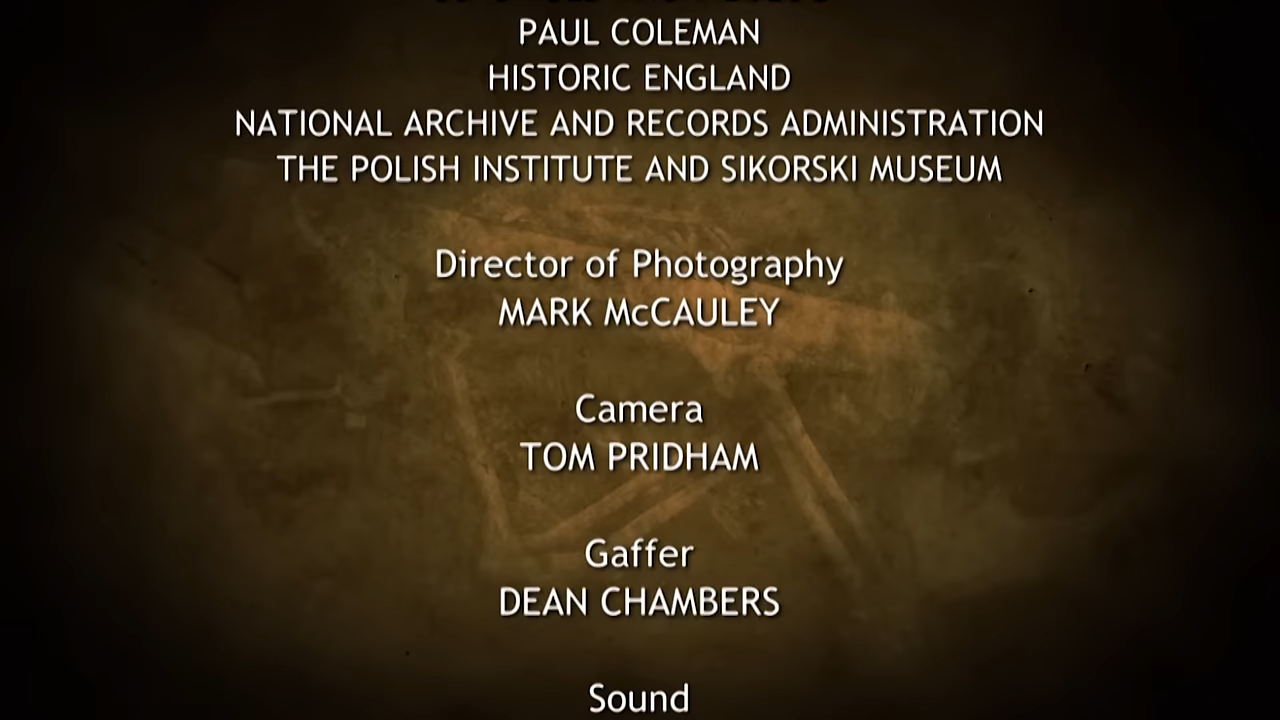 PAUL COLEMAN
HISTORIC ENGLAND
NATIONAL ARCHIVE AND RECORDS ADMINISTRATION
THE POLISH INSTITUTE AND SIKORSKI MUSEUM
Director of Photography
MARK McCAULEY
Camera
TOM PRIDHAM
Gaffer
DEAN CHAMBERS
Sound